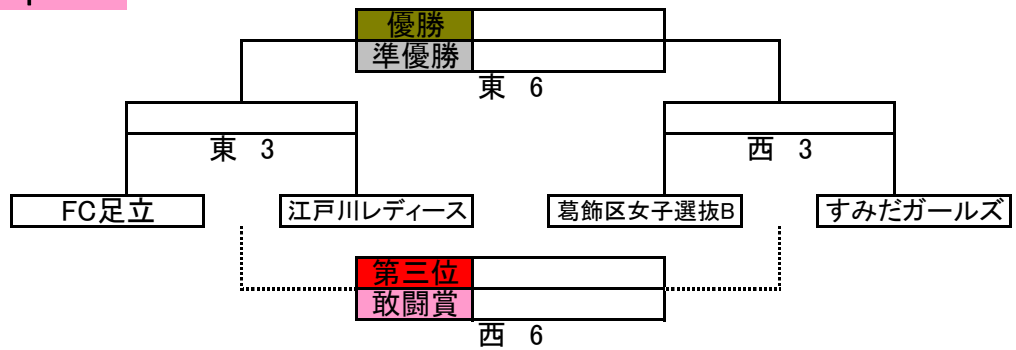 優勝
準優勝
東 6
東 3
西 3
FC足立
江戸川レディース
葛飾区女子選抜B
すみだガールズ
第三位
敢闘賞
西 6